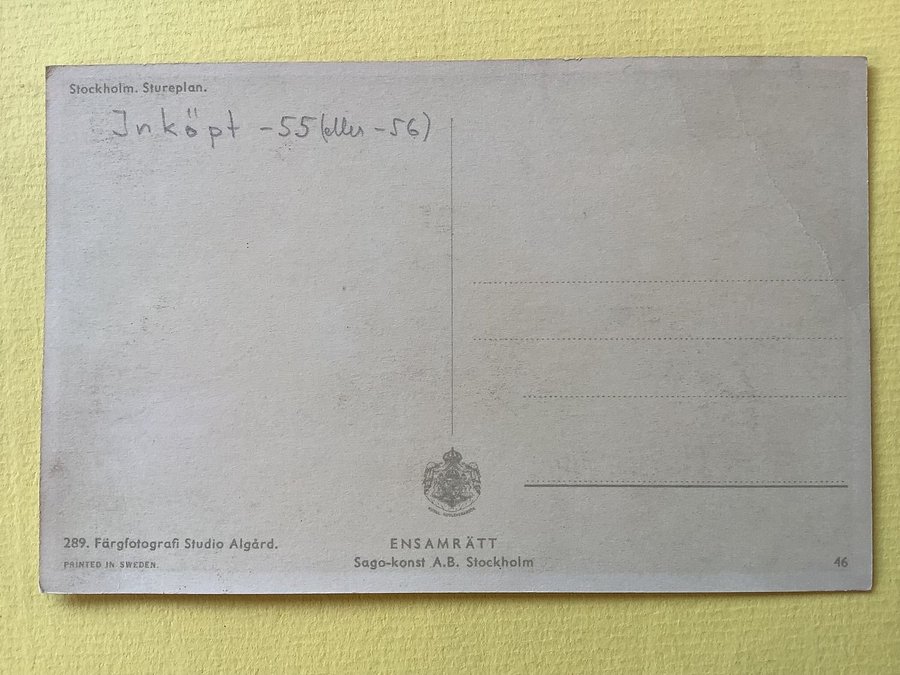 Stockholm. Stureplan.
Inköpt -55 (eller -56)
289. Färgfotografi Studio Algård.
PRINTED IN SWEDEN.
ENSAMRÄTT
Sago-konst A.B. Stockholm
46